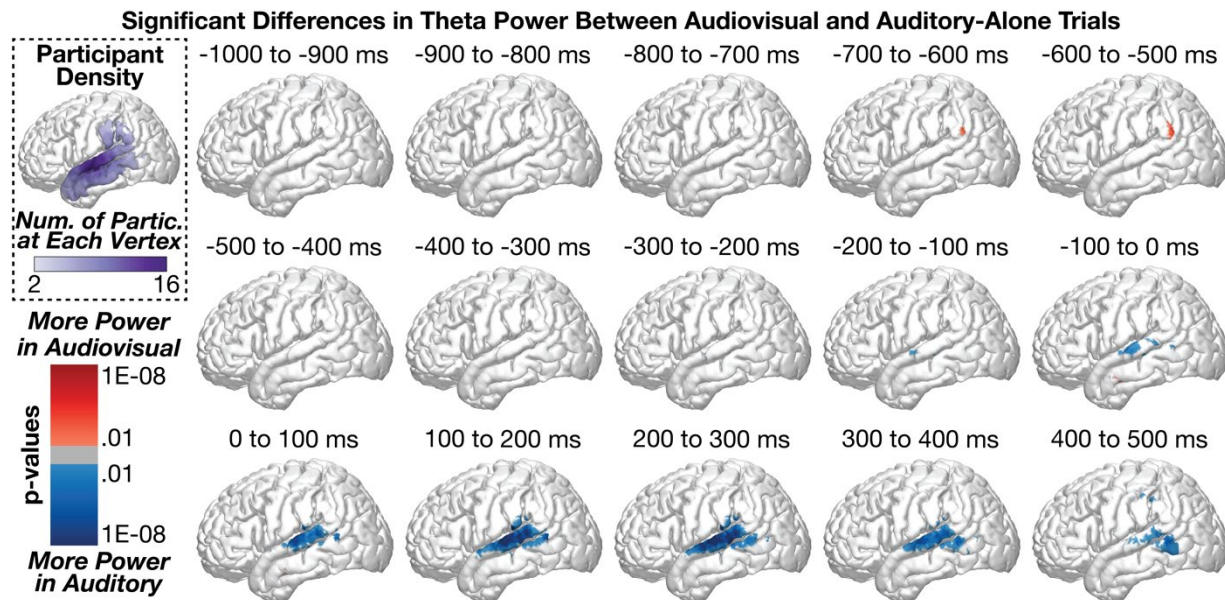 Significant Differences in Theta Power Between Audiovisual and Auditory-Alone Trials
Participant
Density
Num. of Partic.
at Each Vertex
2 16
More Power
in Audiovisual
1E-08
.01
p-values
.01
1E-08
More Power
in Auditory
-1000 to -900 ms
-900 to -800 ms
-800 to -700 ms
-700 to -600 ms
-600 to -500 ms
-500 to -400 ms
-400 to -300 ms
-300 to -200 ms
-200 to -100 ms
-100 to 0 ms
0 to 100 ms
100 to 200 ms
200 to 300 ms
300 to 400 ms
400 to 500 ms